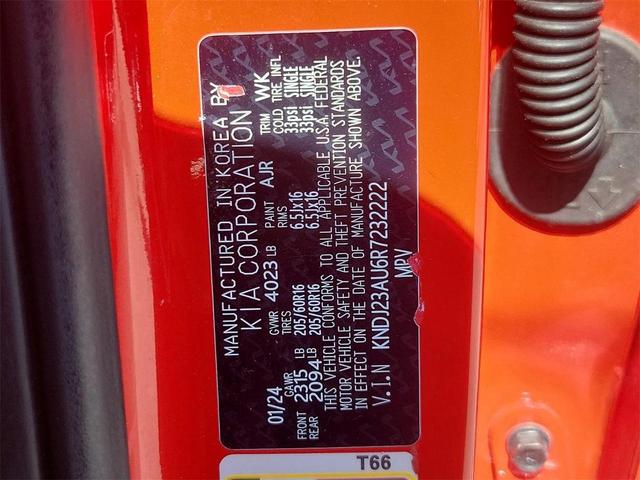 MANUFACTURED IN KOREA BY
KIA CORPORATION
01/24 GVWR 4023 LB PAINT AJR TRIM WK
GAWR TIRES RIMS COLD TIRE INFL
FRONT 2315 LB 205/60R16 6.5Jx16 33psi SINGLE
REAR 2094 LB 205/60R16 6.5Jx16 33psi SINGLE
THIS VEHICLE CONFORMS TO ALL APPLICABLE U.S.A. FEDERAL
MOTOR VEHICLE SAFETY AND THEFT PREVENTION STANDARDS
IN EFFECT ON THE DATE OF MANUFACTURE SHOWN ABOVE.
V.I.N KNDJ23AU6R7232222
MPV
T66